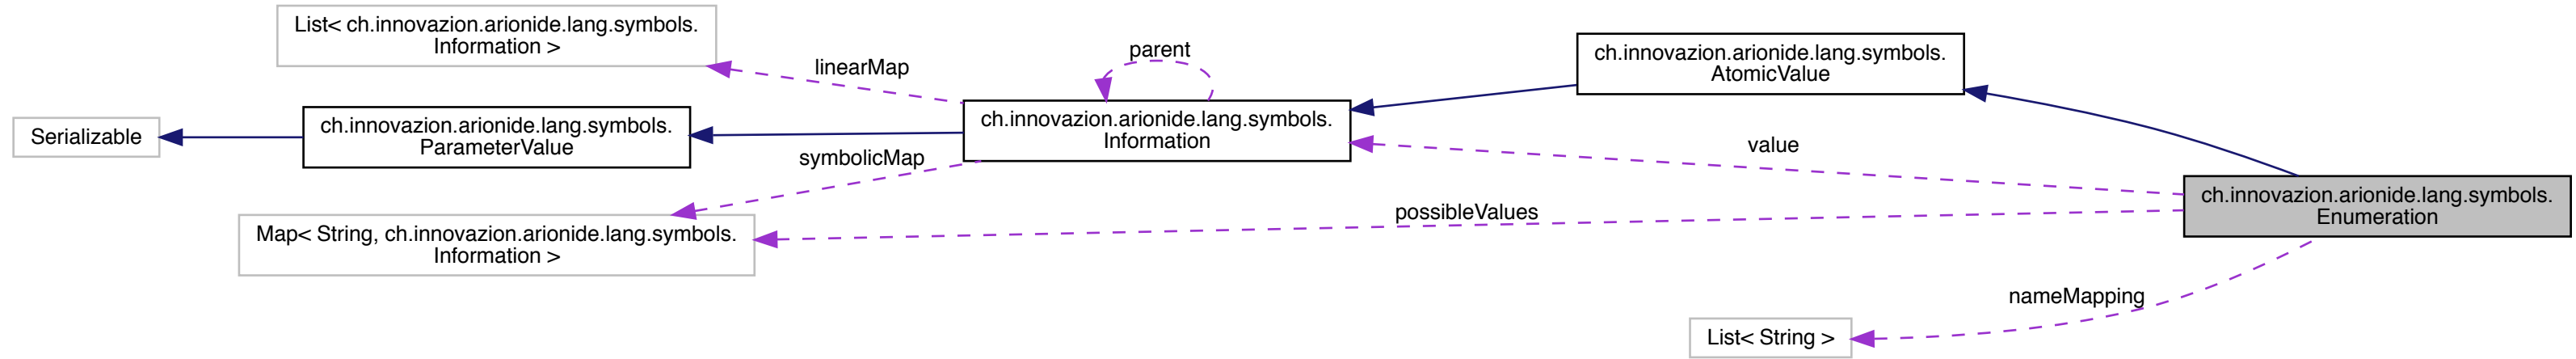 List< ch.innovazion.arionide.lang.symbols.
Information >
linearMap
parent
ch.innovazion.arionide.lang.symbols.
AtomicValue
Serializable
ch.innovazion.arionide.lang.symbols.
ParameterValue
ch.innovazion.arionide.lang.symbols.
Information
symbolicMap
value
Map< String, ch.innovazion.arionide.lang.symbols.
Information >
possibleValues
ch.innovazion.arionide.lang.symbols.
Enumeration
nameMapping
List< String >